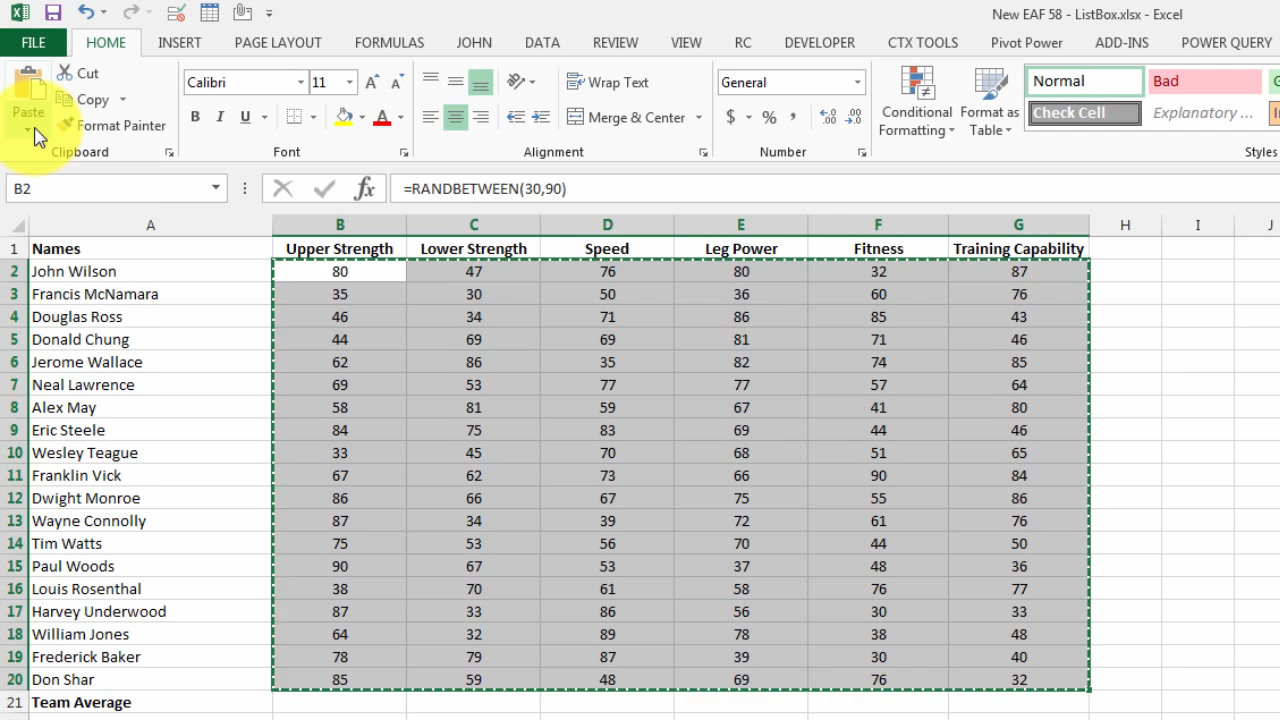 New EAF 58 - ListBox.xlsx - Excel
FILE HOME INSERT PAGE LAYOUT FORMULAS JOHN DATA REVIEW VIEW RC DEVELOPER CTX TOOLS Pivot Power ADD-INS POWER QUERY
Paste
Cut
Copy
Format Painter
Clipboard
Calibri 11
B I U
Font
Wrap Text
Merge & Center
Alignment
General
$ % ,
Number
Conditional Formatting
Format as Table
Normal Bad
Check Cell Explanatory ...
Styles
B2 fx =RANDBETWEEN(30,90)
A B C D E F G H I J
1 Names Upper Strength Lower Strength Speed Leg Power Fitness Training Capability
2 John Wilson 80 47 76 80 32 87
3 Francis McNamara 35 30 50 36 60 76
4 Douglas Ross 46 34 71 86 85 43
5 Donald Chung 44 69 69 81 71 46
6 Jerome Wallace 62 86 35 82 74 85
7 Neal Lawrence 69 53 77 77 57 64
8 Alex May 58 81 59 67 41 80
9 Eric Steele 84 75 83 69 44 46
10 Wesley Teague 33 45 70 68 51 65
11 Franklin Vick 67 62 73 66 90 84
12 Dwight Monroe 86 66 67 75 55 86
13 Wayne Connolly 87 34 39 72 61 76
14 Tim Watts 75 53 56 70 44 50
15 Paul Woods 90 67 53 37 48 36
16 Louis Rosenthal 38 70 61 58 76 77
17 Harvey Underwood 87 33 86 56 30 33
18 William Jones 64 32 89 78 38 48
19 Frederick Baker 78 79 87 39 30 40
20 Don Shar 85 59 48 69 76 32
21 Team Average